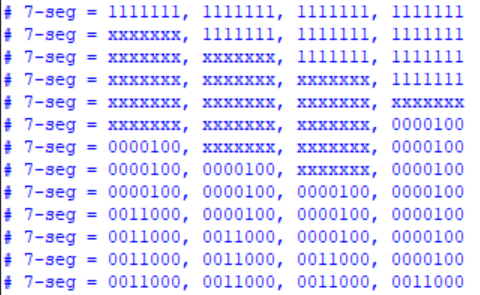 # 7-seg = 1111111, 1111111, 1111111, 1111111
# 7-seg = xxxxxxx, 1111111, 1111111, 1111111
# 7-seg = xxxxxxx, xxxxxxx, 1111111, 1111111
# 7-seg = xxxxxxx, xxxxxxx, xxxxxxx, 1111111
# 7-seg = xxxxxxx, xxxxxxx, xxxxxxx, xxxxxxx
# 7-seg = xxxxxxx, xxxxxxx, xxxxxxx, 0000100
# 7-seg = 0000100, xxxxxxx, xxxxxxx, 0000100
# 7-seg = 0000100, 0000100, xxxxxxx, 0000100
# 7-seg = 0000100, 0000100, 0000100, 0000100
# 7-seg = 0011000, 0000100, 0000100, 0000100
# 7-seg = 0011000, 0011000, 0000100, 0000100
# 7-seg = 0011000, 0011000, 0011000, 0000100
# 7-seg = 0011000, 0011000, 0011000, 0011000